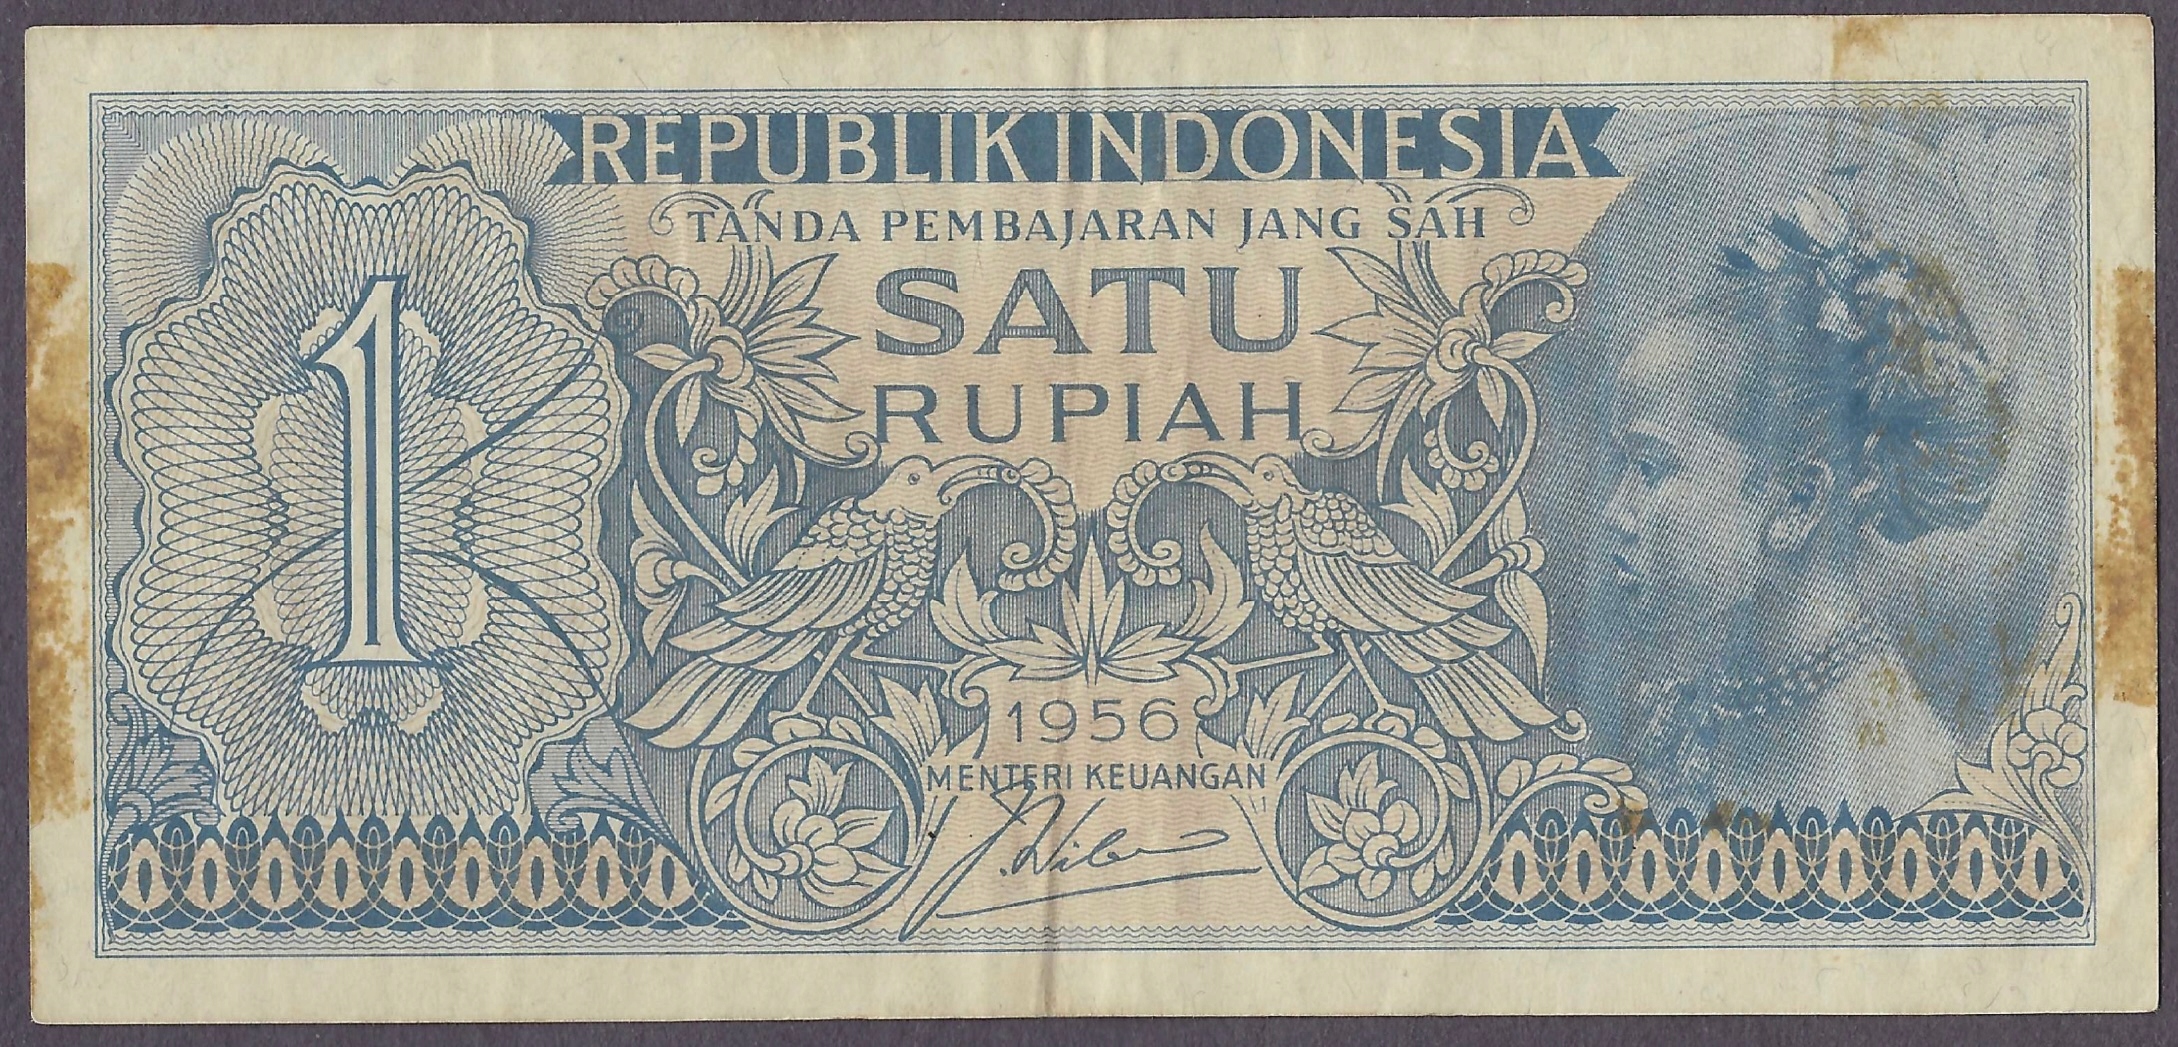 REPUBLIK INDONESIA
TANDA PEMBAJARAN JANG SAH
SATU
RUPIAH
1
1956
MENTERI KEUANGAN